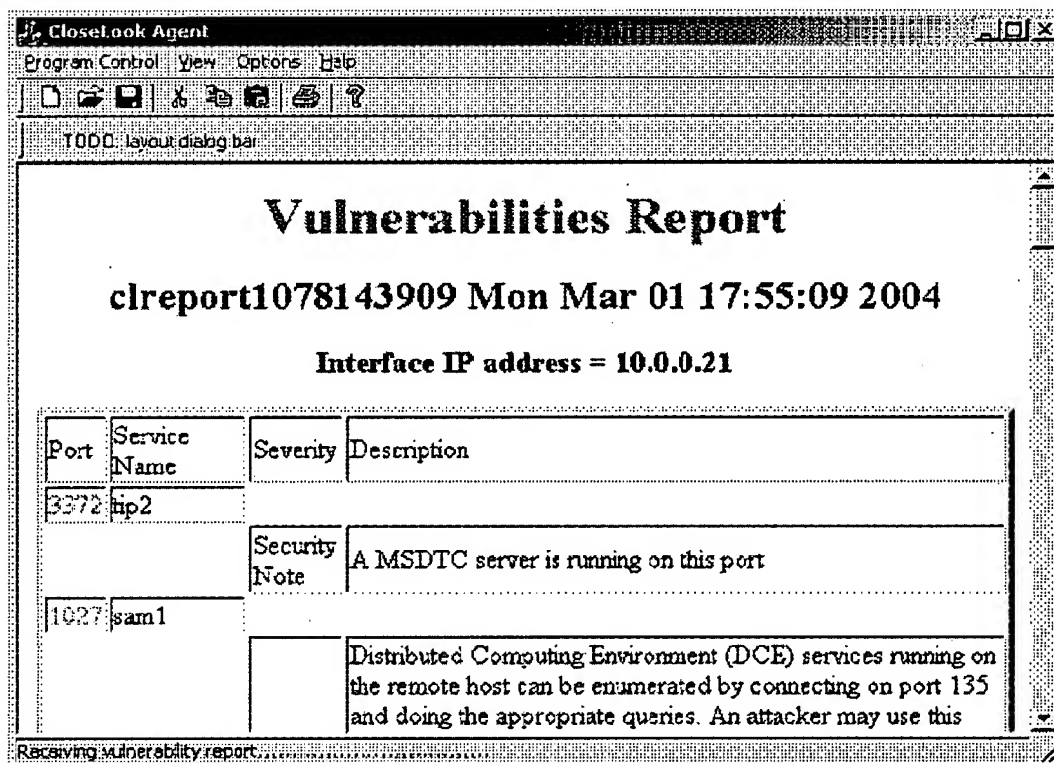 CloseLook Agent
Program Control View Options Help
TODO: layout dialog bar
Vulnerabilities Report
clreport1078143909 Mon Mar 01 17:55:09 2004
Interface IP address = 10.0.0.21
Port Service Name Severity Description
3372 tip2
Security Note A MSDTC server is running on this port
1027 sam1
Distributed Computing Environment (DCE) services running on
the remote host can be enumerated by connecting on port 135
and doing the appropriate queries. An attacker may use this
Receiving vulnerability report